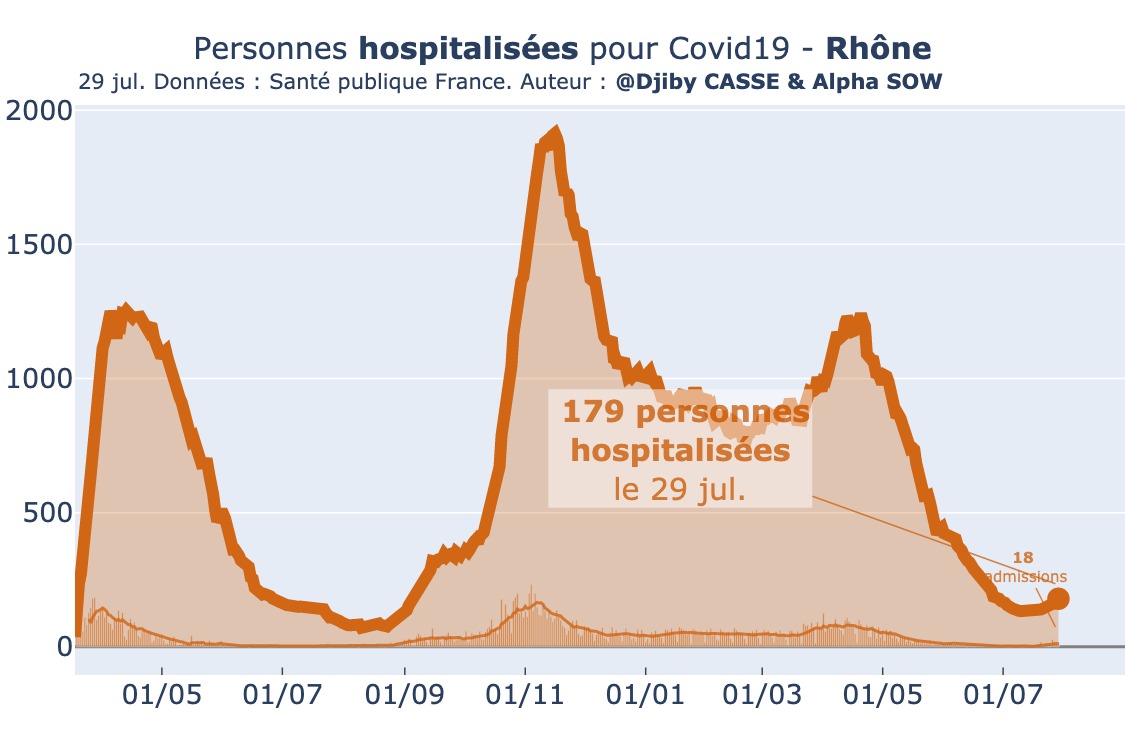 Personnes hospitalisées pour Covid19 - Rhône
29 jul. Données : Santé publique France. Auteur : @Djiby CASSE & Alpha SOW
2000
1500
1000
500
0
179 personnes
hospitalisées
le 29 jul.
18
admissions
01/05
01/07
01/09
01/11
01/01
01/03
01/05
01/07